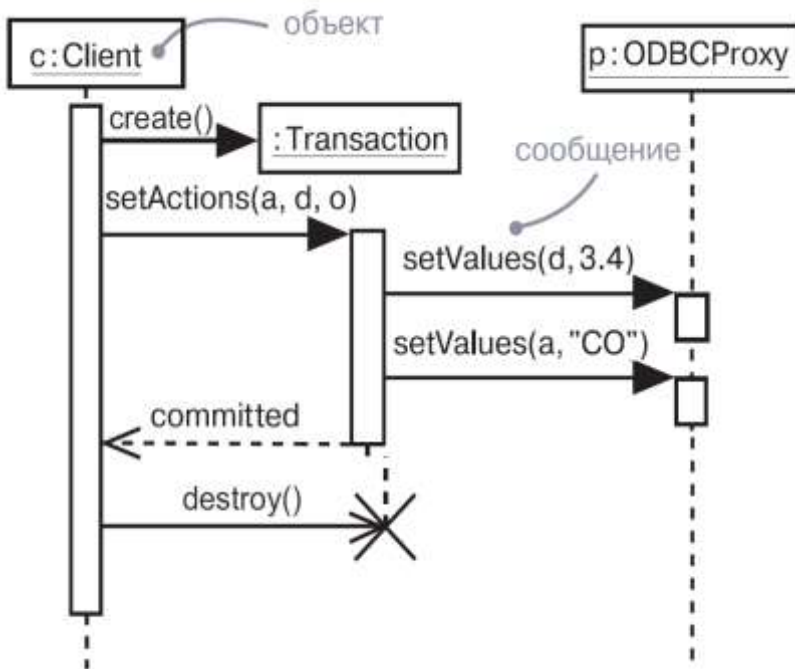 объект
c:Client
p:ODBCProxy
create()
:Transaction
сообщение
setActions(a, d, o)
setValues(d, 3.4)
setValues(a, "CO")
committed
destroy()